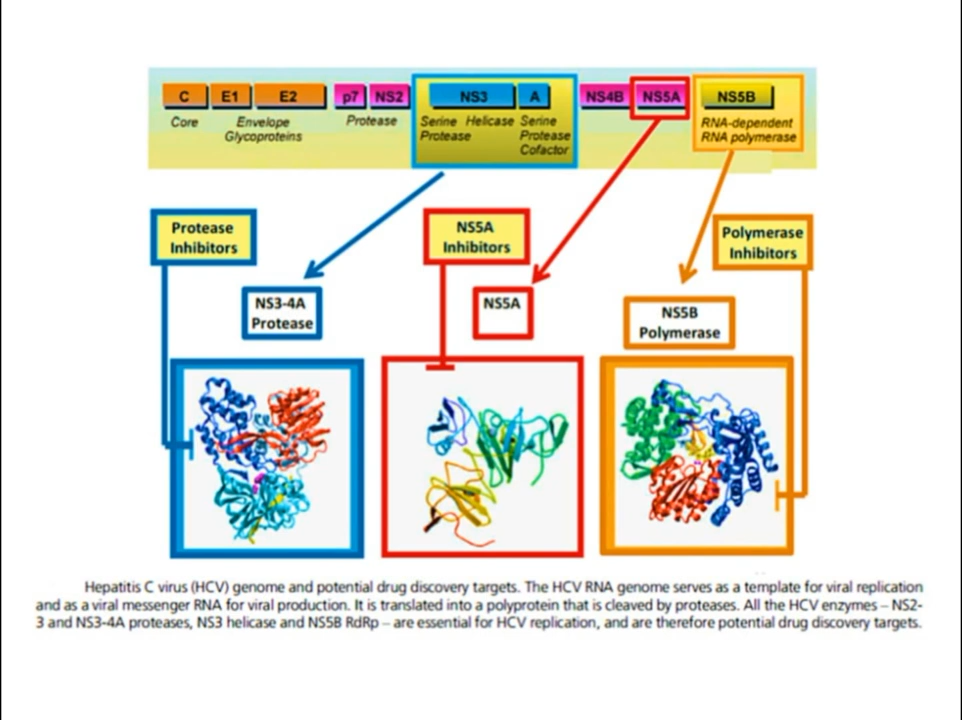 C E1 E2 p7 NS2 NS3 A NS4B NS5A NS5B
Core Envelope Glycoproteins Protease Serine Protease Helicase Serine Protease Cofactor RNA-dependent RNA polymerase
Protease
Inhibitors
NS5A
Inhibitors
Polymerase
Inhibitors
NS3-4A
Protease
NS5A
NS5B
Polymerase
Hepatitis C virus (HCV) genome and potential drug discovery targets. The HCV RNA genome serves as a template for viral replication
and as a viral messenger RNA for viral production. It is translated into a polyprotein that is cleaved by proteases. All the HCV enzymes – NS2-
3 and NS3-4A proteases, NS3 helicase and NS5B RdRp – are essential for HCV replication, and are therefore potential drug discovery targets.